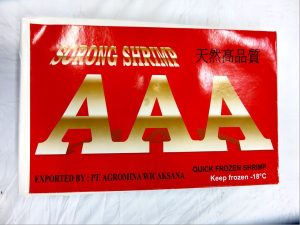 SORONG SHRIMP
天然高品質
AAA
QUICK FROZEN SHRIMP
EXPORTED BY : PT. AGROMINA WICAKSANA.
Keep frozen -18°C